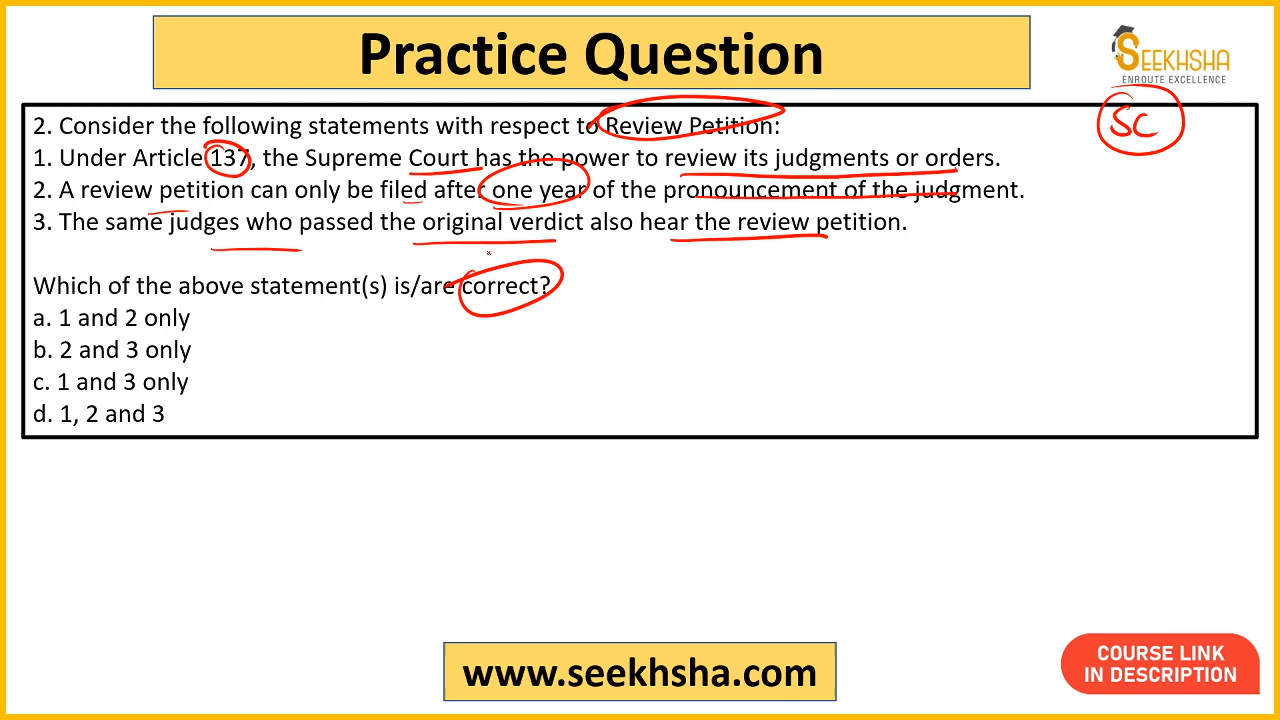 Practice Question
SEEKHSHA
ENROUTE EXCELLENCE
SC
2. Consider the following statements with respect to Review Petition:
1. Under Article 137, the Supreme Court has the power to review its judgments or orders.
2. A review petition can only be filed after one year of the pronouncement of the judgment.
3. The same judges who passed the original verdict also hear the review petition.
Which of the above statement(s) is/are correct?
a. 1 and 2 only
b. 2 and 3 only
c. 1 and 3 only
d. 1, 2 and 3
www.seekhsha.com
COURSE LINK
IN DESCRIPTION